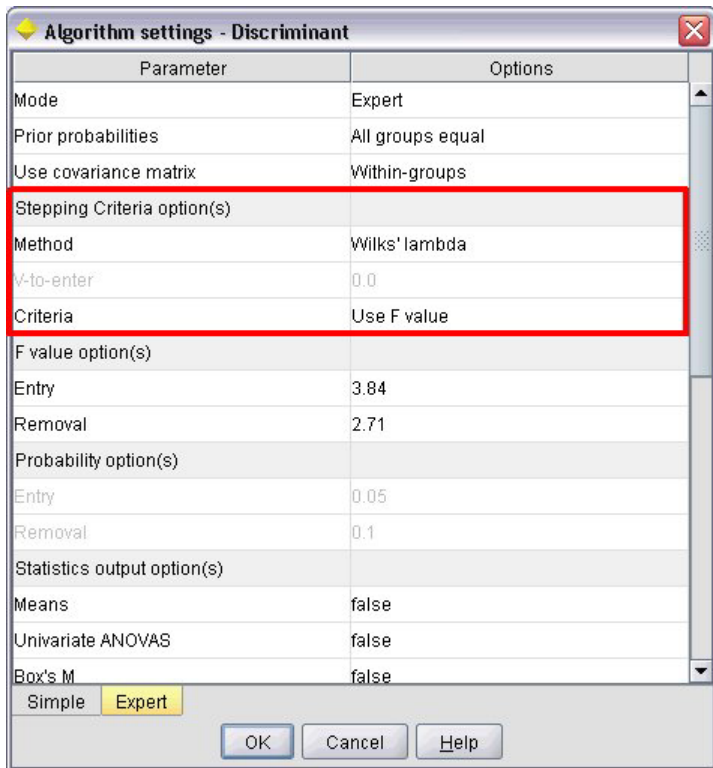 Algorithm settings - Discriminant
Parameter Options
Mode Expert
Prior probabilities All groups equal
Use covariance matrix Within-groups
Stepping Criteria option(s)
Method Wilks' lambda
V-to-enter 0.0
Criteria Use F value
F value option(s)
Entry 3.84
Removal 2.71
Probability option(s)
Entry 0.05
Removal 0.1
Statistics output option(s)
Means false
Univariate ANOVAS false
Box's M false
Simple Expert
OK Cancel Help